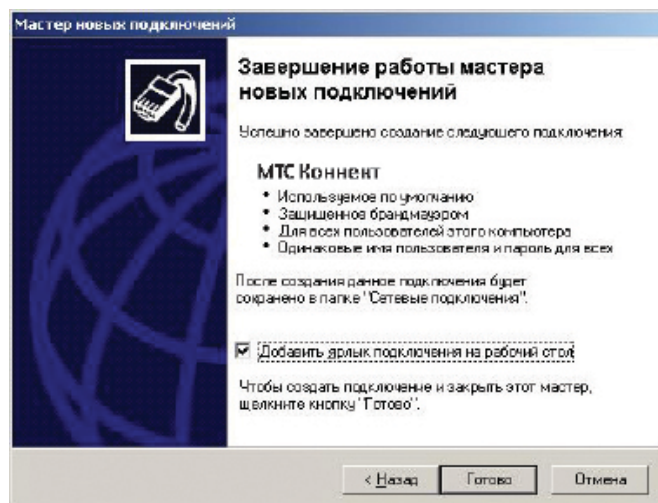 Мастер новых подключений
Завершение работы мастера
новых подключений
Успешно завершено создание следующего подключения:
МТС Коннект
• Используемое по умолчанию
• Защищенное брандмауэром
• Для всех пользователей этого компьютера
• Одинаковые имя пользователя и пароль для всех
После создания данное подключения будет
сохранено в папке "Сетевые подключения".
Добавить ярлык подключения на рабочий стол
Чтобы создать подключение и закрыть этот мастер,
щелкните кнопку "Готово".
< Назад Готово Отмена